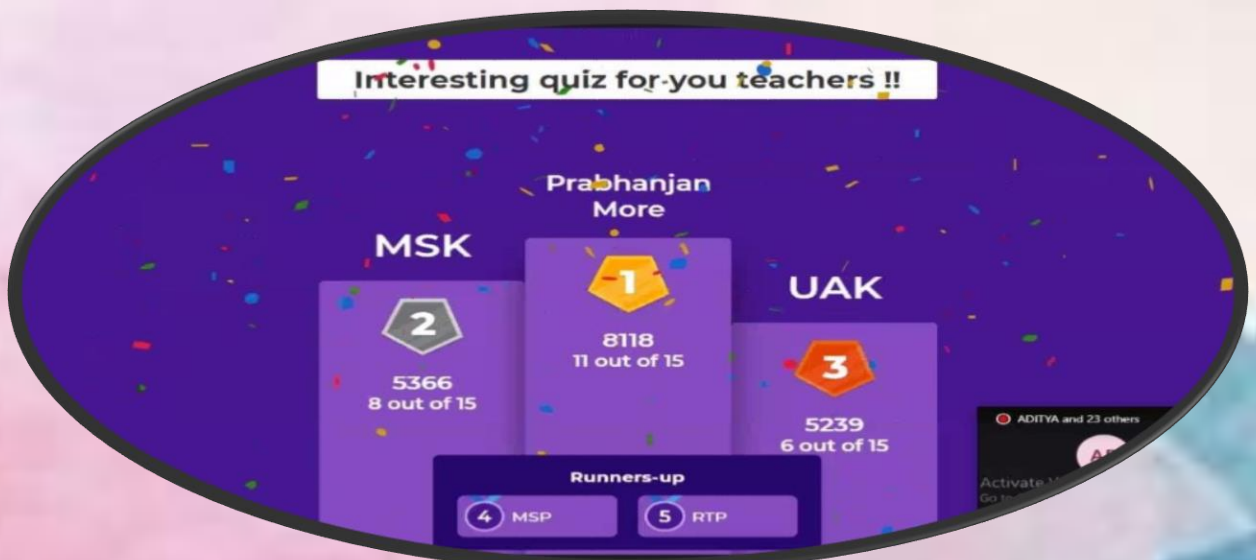 Interesting quiz for you teachers !!
Prabhanjan
More
MSK
UAK
1
2
3
8118
11 out of 15
5366
8 out of 15
5239
6 out of 15
ADITYA and 23 others
Runners-up
4 MSP
5 RTP
Activate
Go to